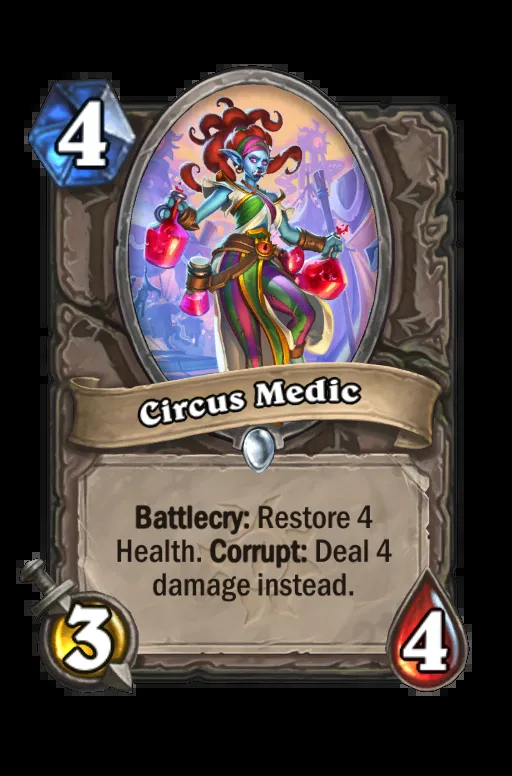 4
Circus Medic
Battlecry: Restore 4
Health. Corrupt: Deal 4
damage instead.
3
4